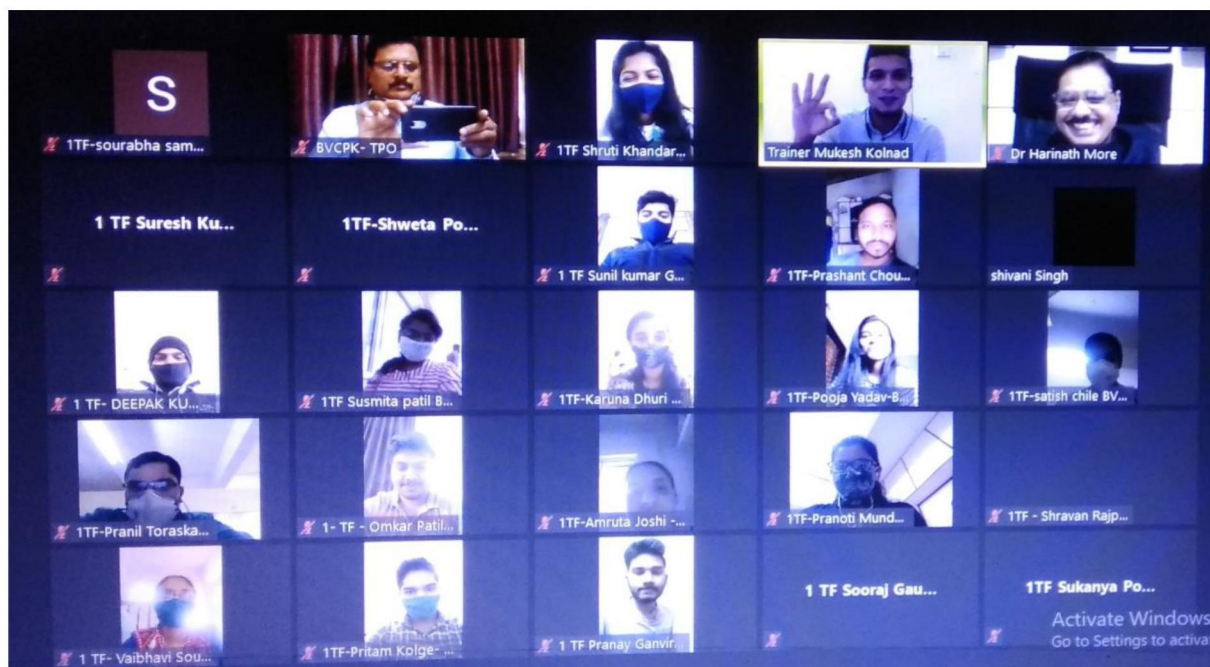 S
1TF-sourabha sam...
BVCPK- TPO
1TF Shruti Khandar...
Trainer Mukesh Kolnad
Dr Harinath More
1 TF Suresh Ku...
1TF-Shweta Po...
1 TF Sunil kumar G...
1TF-Prashant Chou...
shivani Singh
1 TF- DEEPAK KU...
1TF Susmita patil B...
1TF-Karuna Dhuri ...
1TF-Pooja Yadav-B...
1TF-satish chile BV...
1TF-Pranil Toraska...
1- TF - Omkar Patil...
1TF-Amruta Joshi -...
1TF-Pranoti Mund...
1TF - Shravan Rajp...
1 TF- Vaibhavi Sou...
1TF-Pritam Kolge- ...
1 TF Pranay Ganvir...
1 TF Sooraj Gau...
1TF Sukanya Po...
Activate Windows
Go to Settings to activa